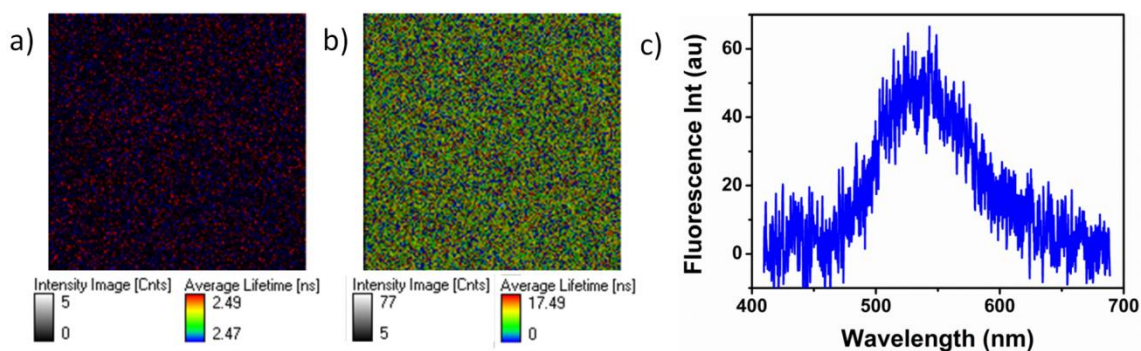 a)
b)
c)
Intensity Image [Cnts]
5
0
Average Lifetime [ns]
2.49
2.47
Intensity Image [Cnts]
77
5
Average Lifetime [ns]
17.49
0
Fluorescence Int (au)
60
40
20
0
400
500
600
700
Wavelength (nm)